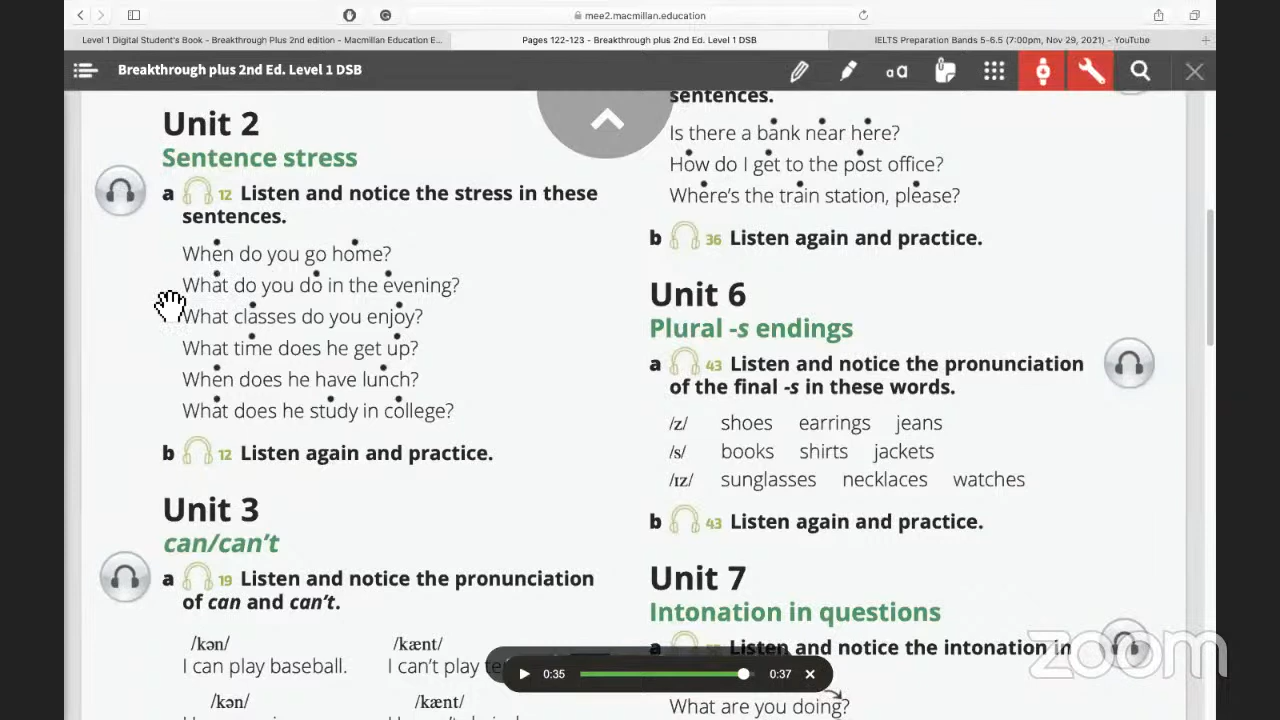 mee2.macmillan.education
Level 1 Digital Student's Book - Breakthrough Plus 2nd edition - Macmillan Education E...
Pages 122-123 - Breakthrough plus 2nd Ed. Level 1 DSB
IELTS Preparation Bands 5-6.5 (7:00pm, Nov 29, 2021) - YouTube
Breakthrough plus 2nd Ed. Level 1 DSB
a a
Unit 2
Sentence stress
a 12 Listen and notice the stress in these
sentences.
When do you go home?
What do you do in the evening?
What classes do you enjoy?
What time does he get up?
When does he have lunch?
What does he study in college?
b 12 Listen again and practice.
Unit 3
can/can't
a 19 Listen and notice the pronunciation
of can and can't.
/kən/ /kænt/
I can play baseball. I can't play
/kən/ /kænt/
sentences.
Is there a bank near here?
How do I get to the post office?
Where's the train station, please?
b 36 Listen again and practice.
Unit 6
Plural -s endings
a 43 Listen and notice the pronunciation
of the final -s in these words.
/z/ shoes earrings jeans
/s/ books shirts jackets
/ɪz/ sunglasses necklaces watches
b 43 Listen again and practice.
Unit 7
Intonation in questions
a Listen and notice the intonation in
What are you doing?
0:35 0:37
zoom